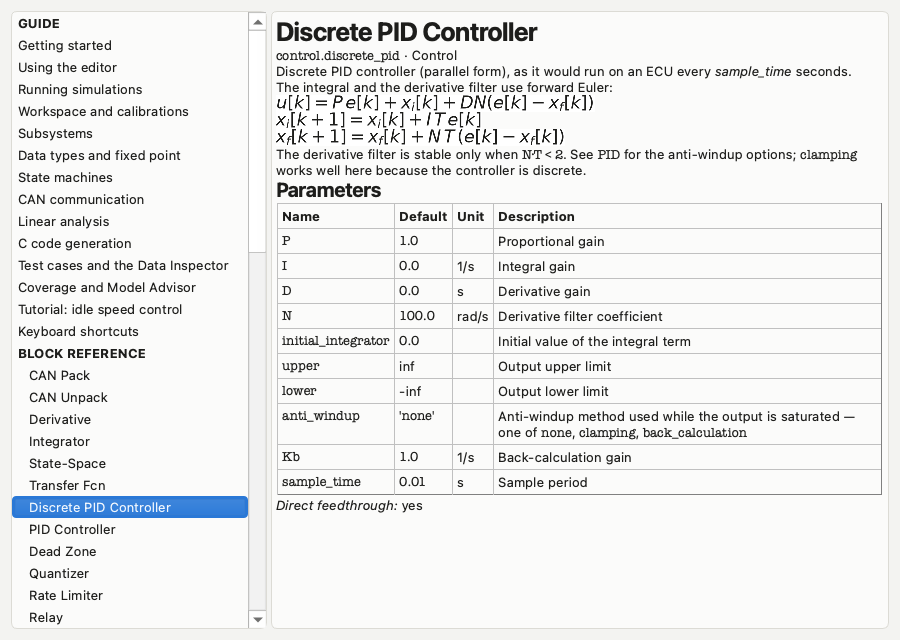 GUIDE
Getting started
Using the editor
Running simulations
Workspace and calibrations
Subsystems
Data types and fixed point
State machines
CAN communication
Linear analysis
C code generation
Test cases and the Data Inspector
Coverage and Model Advisor
Tutorial: idle speed control
Keyboard shortcuts
BLOCK REFERENCE
CAN Pack
CAN Unpack
Derivative
Integrator
State-Space
Transfer Fcn
Discrete PID Controller
PID Controller
Dead Zone
Quantizer
Rate Limiter
Relay
Discrete PID Controller
control.discrete_pid · Control
Discrete PID controller (parallel form), as it would run on an ECU every sample_time seconds.
The integral and the derivative filter use forward Euler:
u[k] = P e[k] + x_i[k] + D N(e[k] − x_f[k])
x_i[k + 1] = x_i[k] + I T e[k]
x_f[k + 1] = x_f[k] + N T(e[k] − x_f[k])
The derivative filter is stable only when N·T < 2. See PID for the anti-windup options; clamping
works well here because the controller is discrete.
Parameters
Name Default Unit Description
P 1.0 Proportional gain
I 0.0 1/s Integral gain
D 0.0 s Derivative gain
N 100.0 rad/s Derivative filter coefficient
initial_integrator 0.0 Initial value of the integral term
upper inf Output upper limit
lower -inf Output lower limit
anti_windup 'none' Anti-windup method used while the output is saturated —
one of none, clamping, back_calculation
Kb 1.0 1/s Back-calculation gain
sample_time 0.01 s Sample period
Direct feedthrough: yes